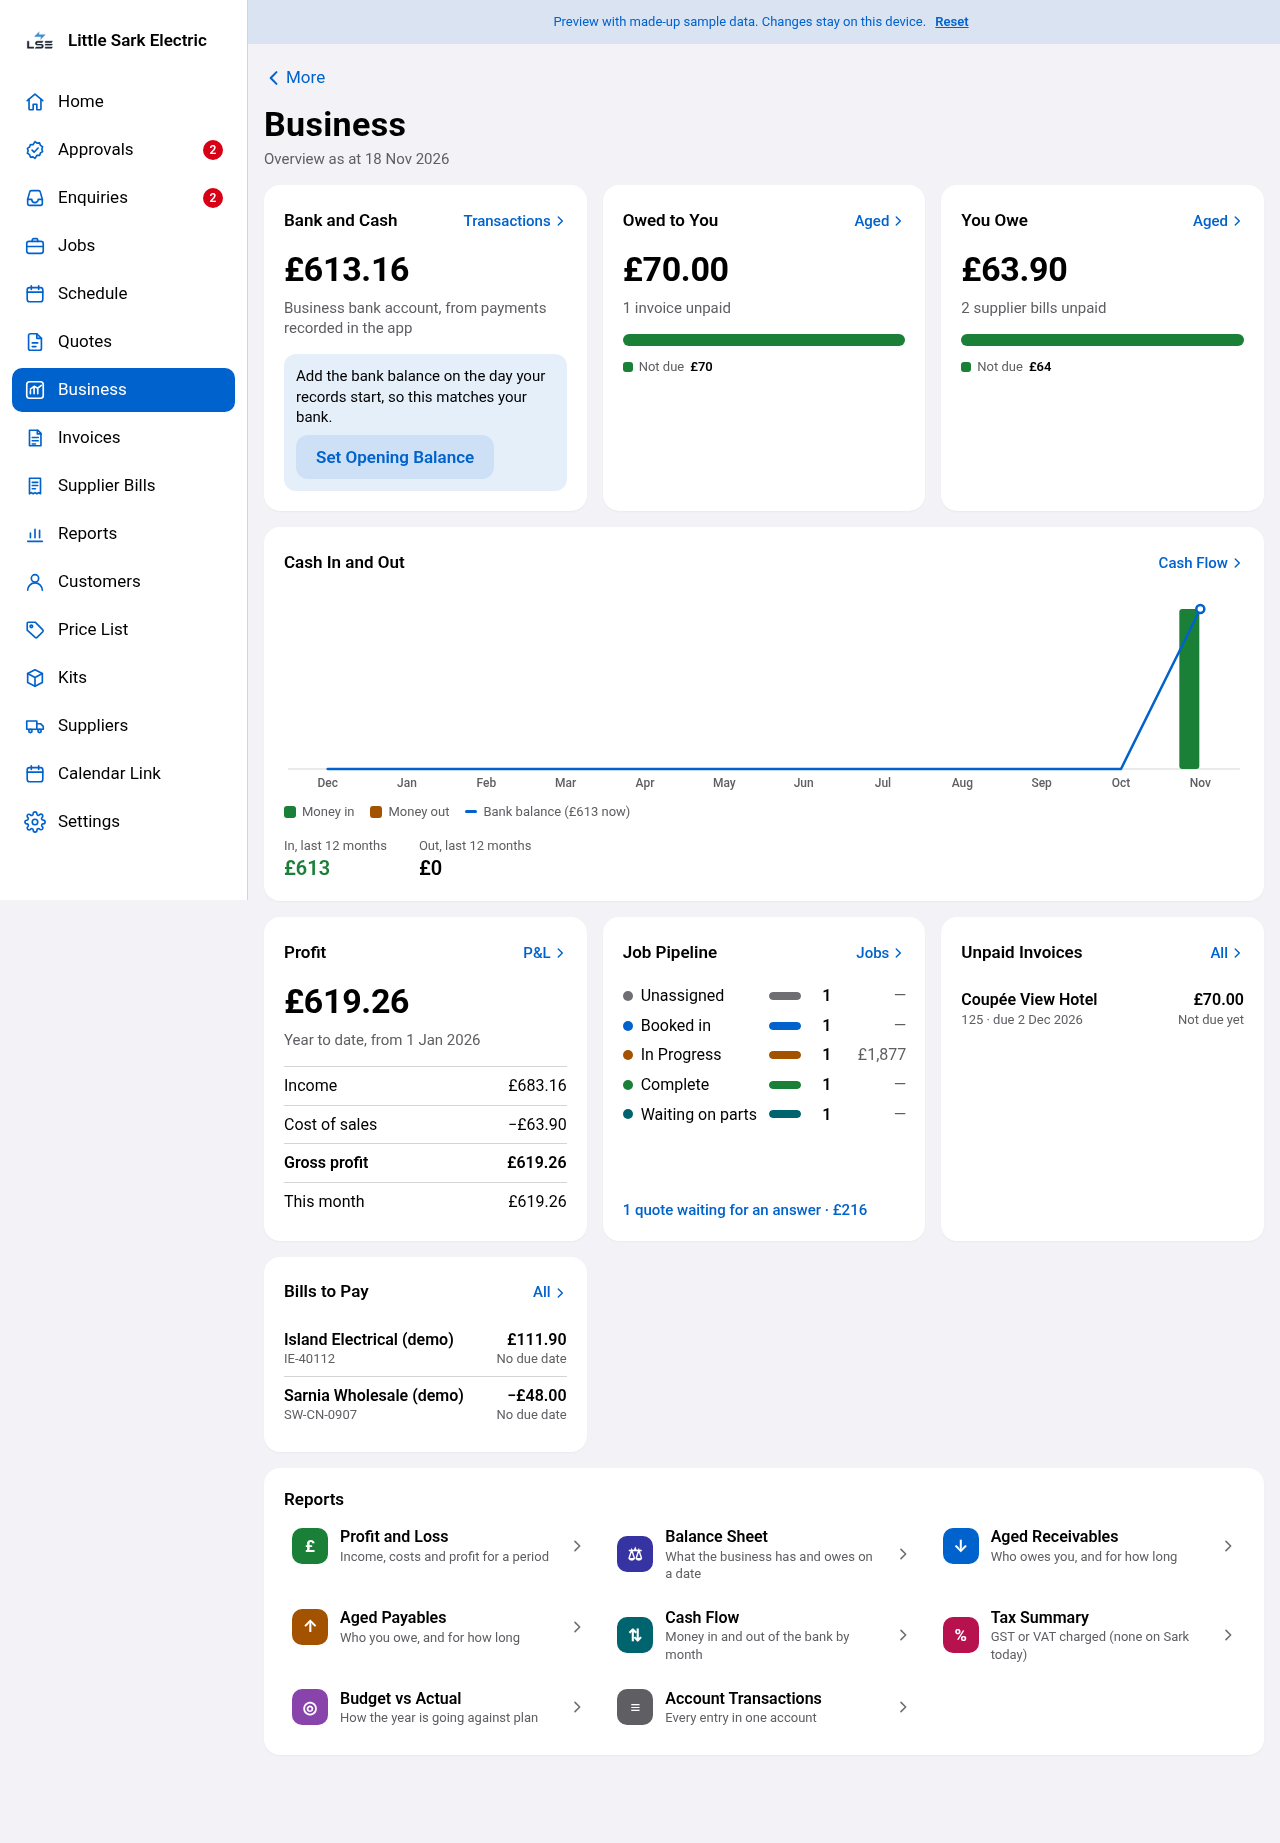 Preview with made-up sample data. Changes stay on this device. Reset
LSE Little Sark Electric
Home
Approvals 2
Enquiries 2
Jobs
Schedule
Quotes
Business
Invoices
Supplier Bills
Reports
Customers
Price List
Kits
Suppliers
Calendar Link
Settings
More
Business
Overview as at 18 Nov 2026
Bank and Cash Transactions
£613.16
Business bank account, from payments
recorded in the app
Add the bank balance on the day your
records start, so this matches your
bank.
Set Opening Balance
Owed to You Aged
£70.00
1 invoice unpaid
Not due £70
You Owe Aged
£63.90
2 supplier bills unpaid
Not due £64
Cash In and Out Cash Flow
Dec Jan Feb Mar Apr May Jun Jul Aug Sep Oct Nov
Money in Money out Bank balance (£613 now)
In, last 12 months Out, last 12 months
£613 £0
Profit P&L
£619.26
Year to date, from 1 Jan 2026
Income £683.16
Cost of sales −£63.90
Gross profit £619.26
This month £619.26
Job Pipeline Jobs
Unassigned 1 —
Booked in 1 —
In Progress 1 £1,877
Complete 1 —
Waiting on parts 1 —
1 quote waiting for an answer · £216
Unpaid Invoices All
Coupée View Hotel £70.00
125 · due 2 Dec 2026 Not due yet
Bills to Pay All
Island Electrical (demo) £111.90
IE-40112 No due date
Sarnia Wholesale (demo) −£48.00
SW-CN-0907 No due date
Reports
£ Profit and Loss
Income, costs and profit for a period
⚖ Balance Sheet
What the business has and owes on
a date
↓ Aged Receivables
Who owes you, and for how long
↑ Aged Payables
Who you owe, and for how long
⇅ Cash Flow
Money in and out of the bank by
month
% Tax Summary
GST or VAT charged (none on Sark
today)
◎ Budget vs Actual
How the year is going against plan
≡ Account Transactions
Every entry in one account